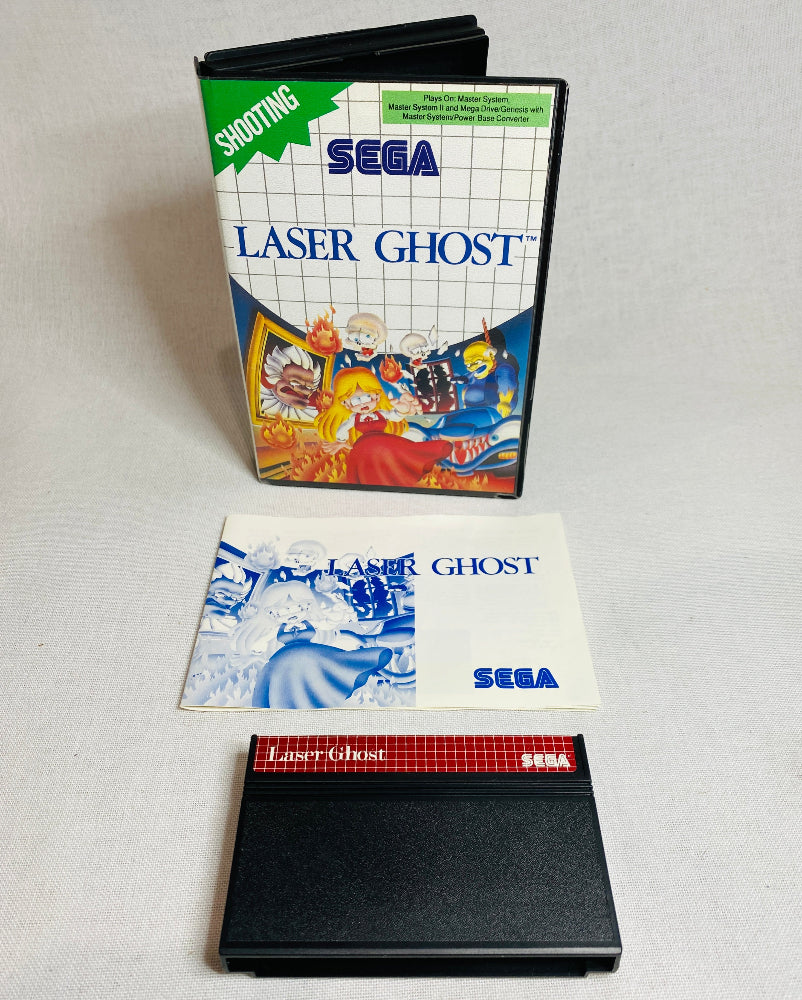 SHOOTING
Plays On: Master System,
Master System II and Mega Drive/Genesis with
Master System/Power Base Converter
SEGA
LASER GHOST™
LASER GHOST
SEGA
Laser Ghost
SEGA